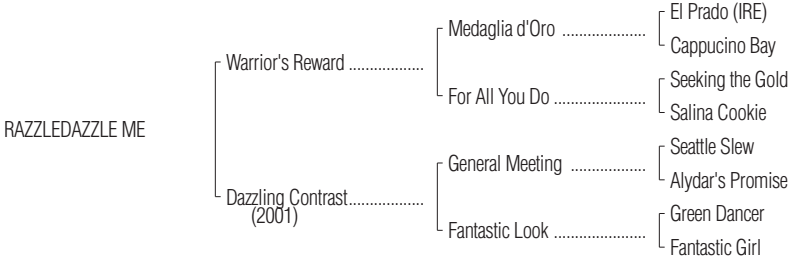 El Prado (IRE)
Medaglia d'Oro ....................
Cappucino Bay
Warrior's Reward ..................
Seeking the Gold
For All You Do ......................
Salina Cookie
RAZZLEDAZZLE ME
Seattle Slew
General Meeting ..................
Alydar's Promise
Dazzling Contrast..................
(2001)
Green Dancer
Fantastic Look ......................
Fantastic Girl